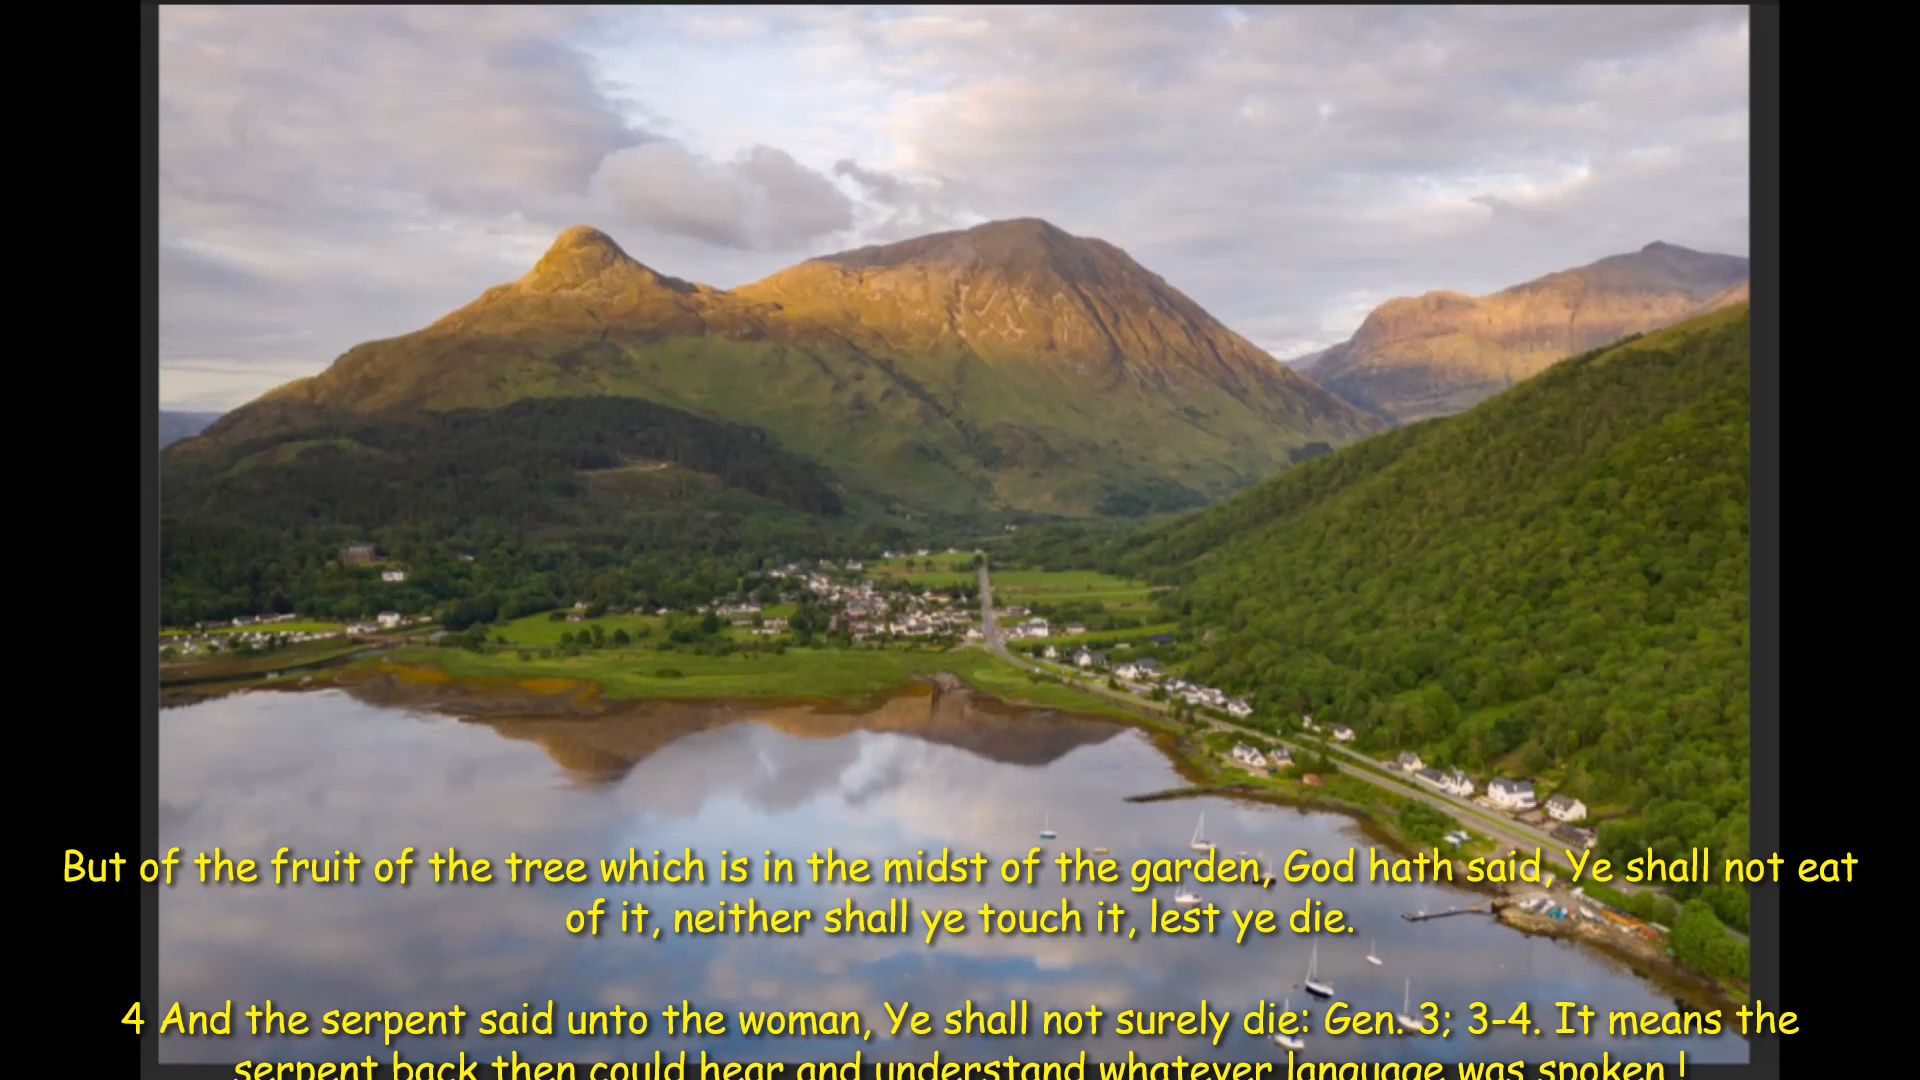 But of the fruit of the tree which is in the midst of the garden, God hath said, Ye shall not eat
of it, neither shall ye touch it, lest ye die.
4 And the serpent said unto the woman, Ye shall not surely die: Gen. 3; 3-4. It means the
serpent back then could hear and understand whatever language was spoken !